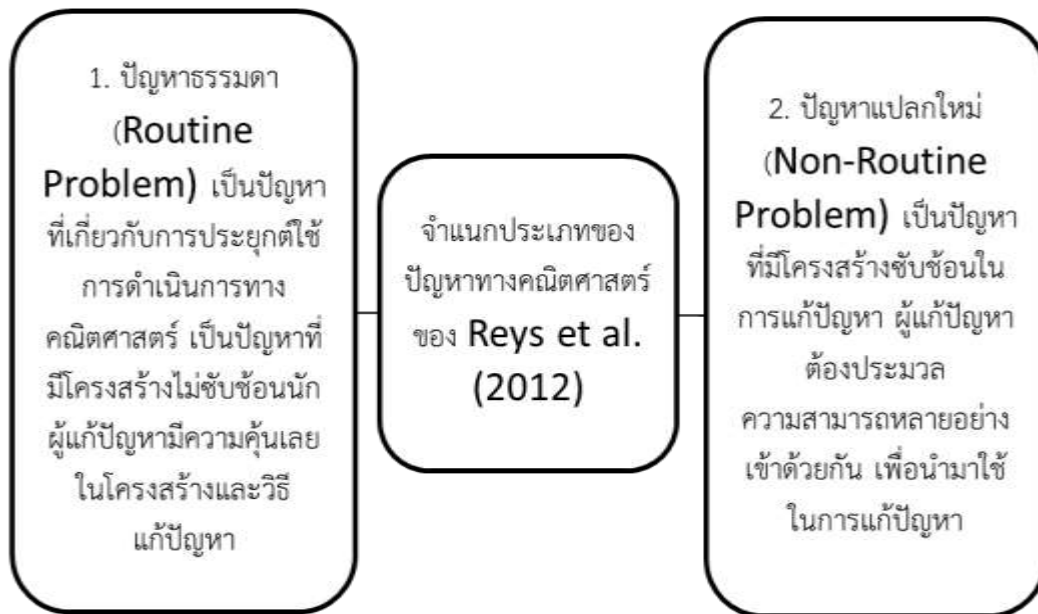 1. ปัญหาธรรมดา
(Routine
Problem) เป็นปัญหา
ที่เกี่ยวกับการประยุกต์ใช้
การดำเนินการทาง
คณิตศาสตร์ เป็นปัญหาที่
มีโครงสร้างไม่ซับซ้อนนัก
ผู้แก้ปัญหามีความคุ้นเลย
ในโครงสร้างและวิธี
แก้ปัญหา
จำแนกประเภทของ
ปัญหาทางคณิตศาสตร์
ของ Reys et al.
(2012)
2. ปัญหาแปลกใหม่
(Non-Routine
Problem) เป็นปัญหา
ที่มีโครงสร้างซับซ้อนใน
การแก้ปัญหา ผู้แก้ปัญหา
ต้องประมวล
ความสามารถหลายอย่าง
เข้าด้วยกัน เพื่อนำมาใช้
ในการแก้ปัญหา